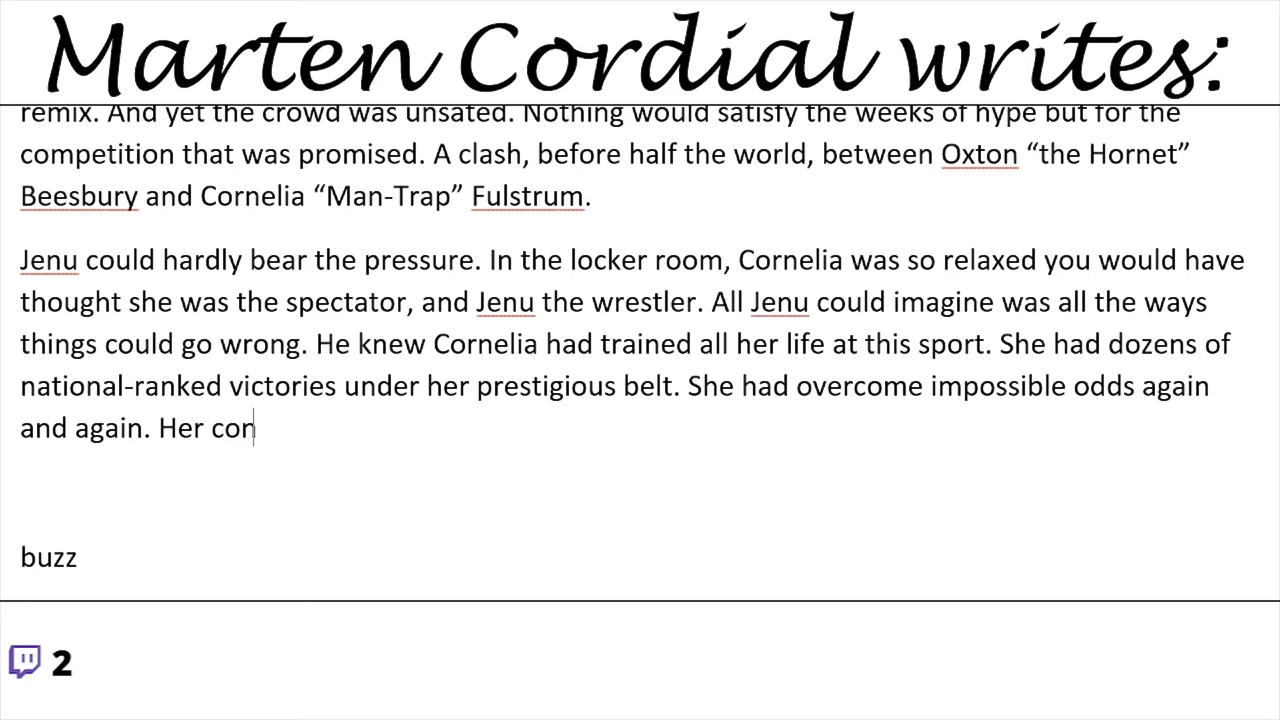 Marten Cordial writes:
remix. And yet the crowd was unsated. Nothing would satisfy the weeks of hype but for the
competition that was promised. A clash, before half the world, between Oxton “the Hornet”
Beesbury and Cornelia “Man-Trap” Fulstrum.
Jenu could hardly bear the pressure. In the locker room, Cornelia was so relaxed you would have
thought she was the spectator, and Jenu the wrestler. All Jenu could imagine was all the ways
things could go wrong. He knew Cornelia had trained all her life at this sport. She had dozens of
national-ranked victories under her prestigious belt. She had overcome impossible odds again
and again. Her con
buzz
2